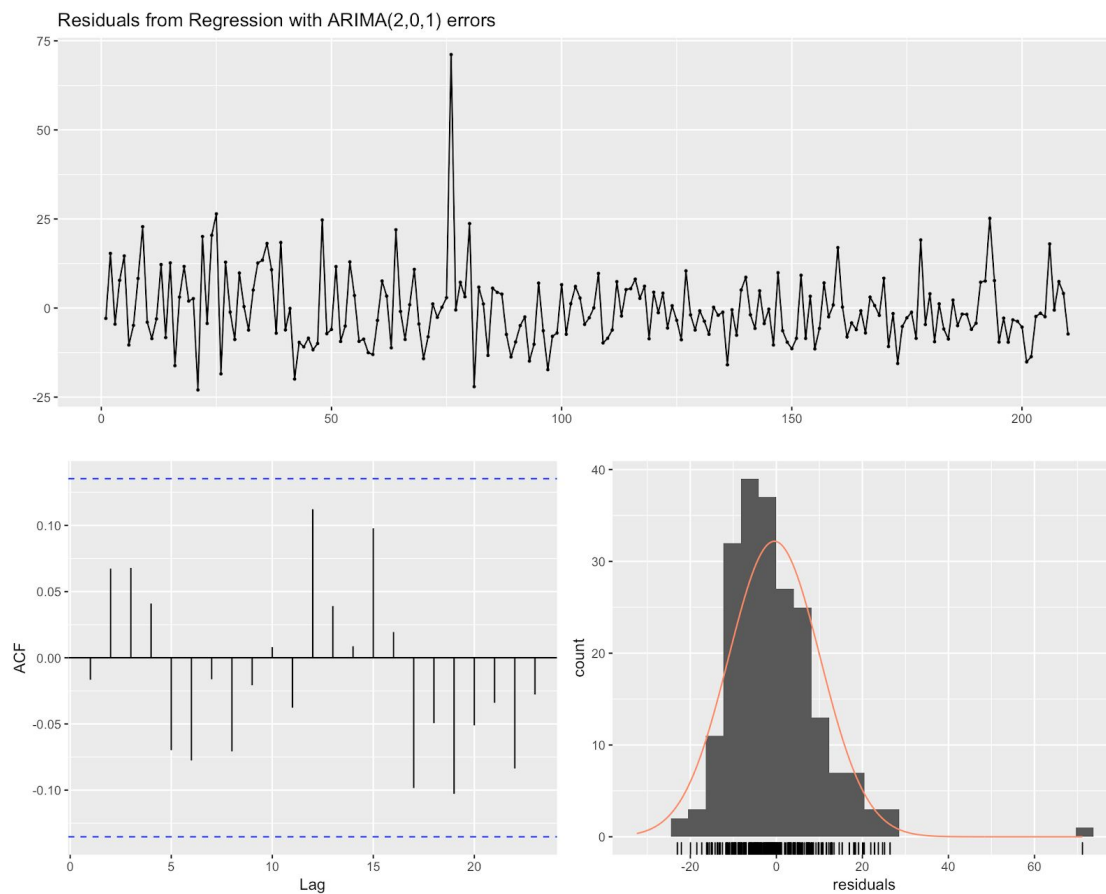 Residuals from Regression with ARIMA(2,0,1) errors
75
50
25
0
-25
0 50 100 150 200
ACF
0.10
0.05
0.00
-0.05
-0.10
0 5 10 15 20
Lag
count
40
30
20
10
0
-20 0 20 40 60
residuals